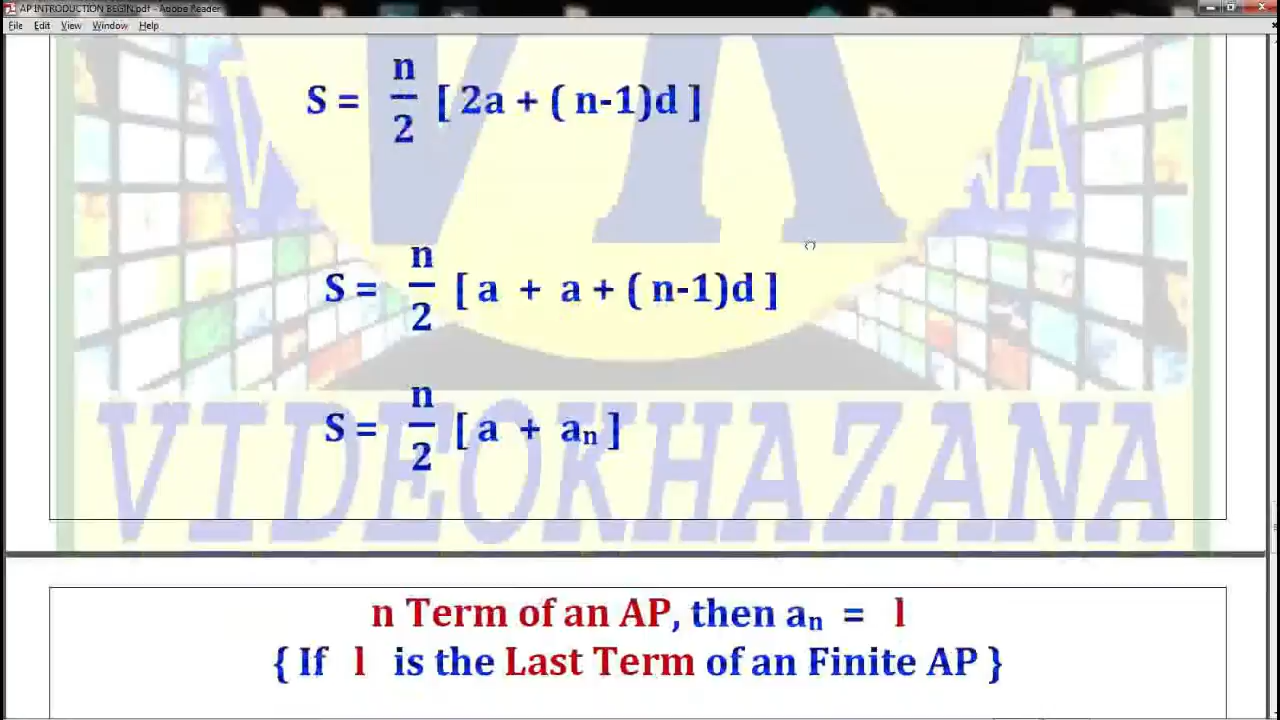 AP INTRODUCTION BEGIN.pdf - Adobe Reader
File Edit View Window Help
S = n/2 [ 2a + ( n-1)d ]
S = n/2 [ a + a + ( n-1)d ]
S = n/2 [ a + aₙ ]
VIDEOKHAZANA
n Term of an AP, then aₙ = l
{ If l is the Last Term of an Finite AP }